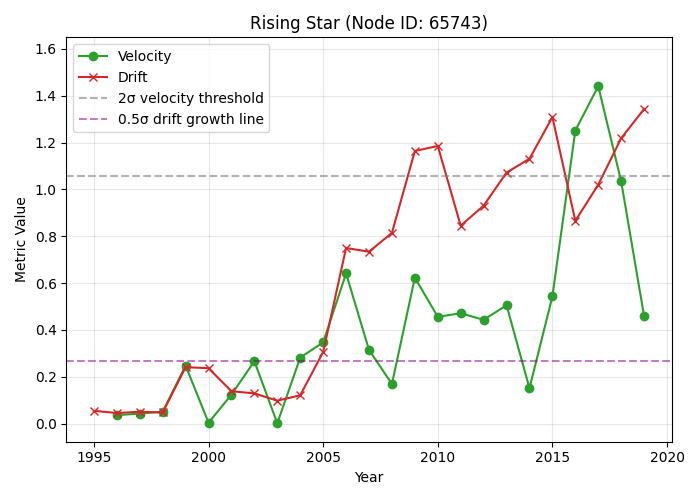 Rising Star (Node ID: 65743)
Velocity
Drift
2σ velocity threshold
0.5σ drift growth line
Metric Value
1.6
1.4
1.2
1.0
0.8
0.6
0.4
0.2
0.0
1995 2000 2005 2010 2015 2020
Year